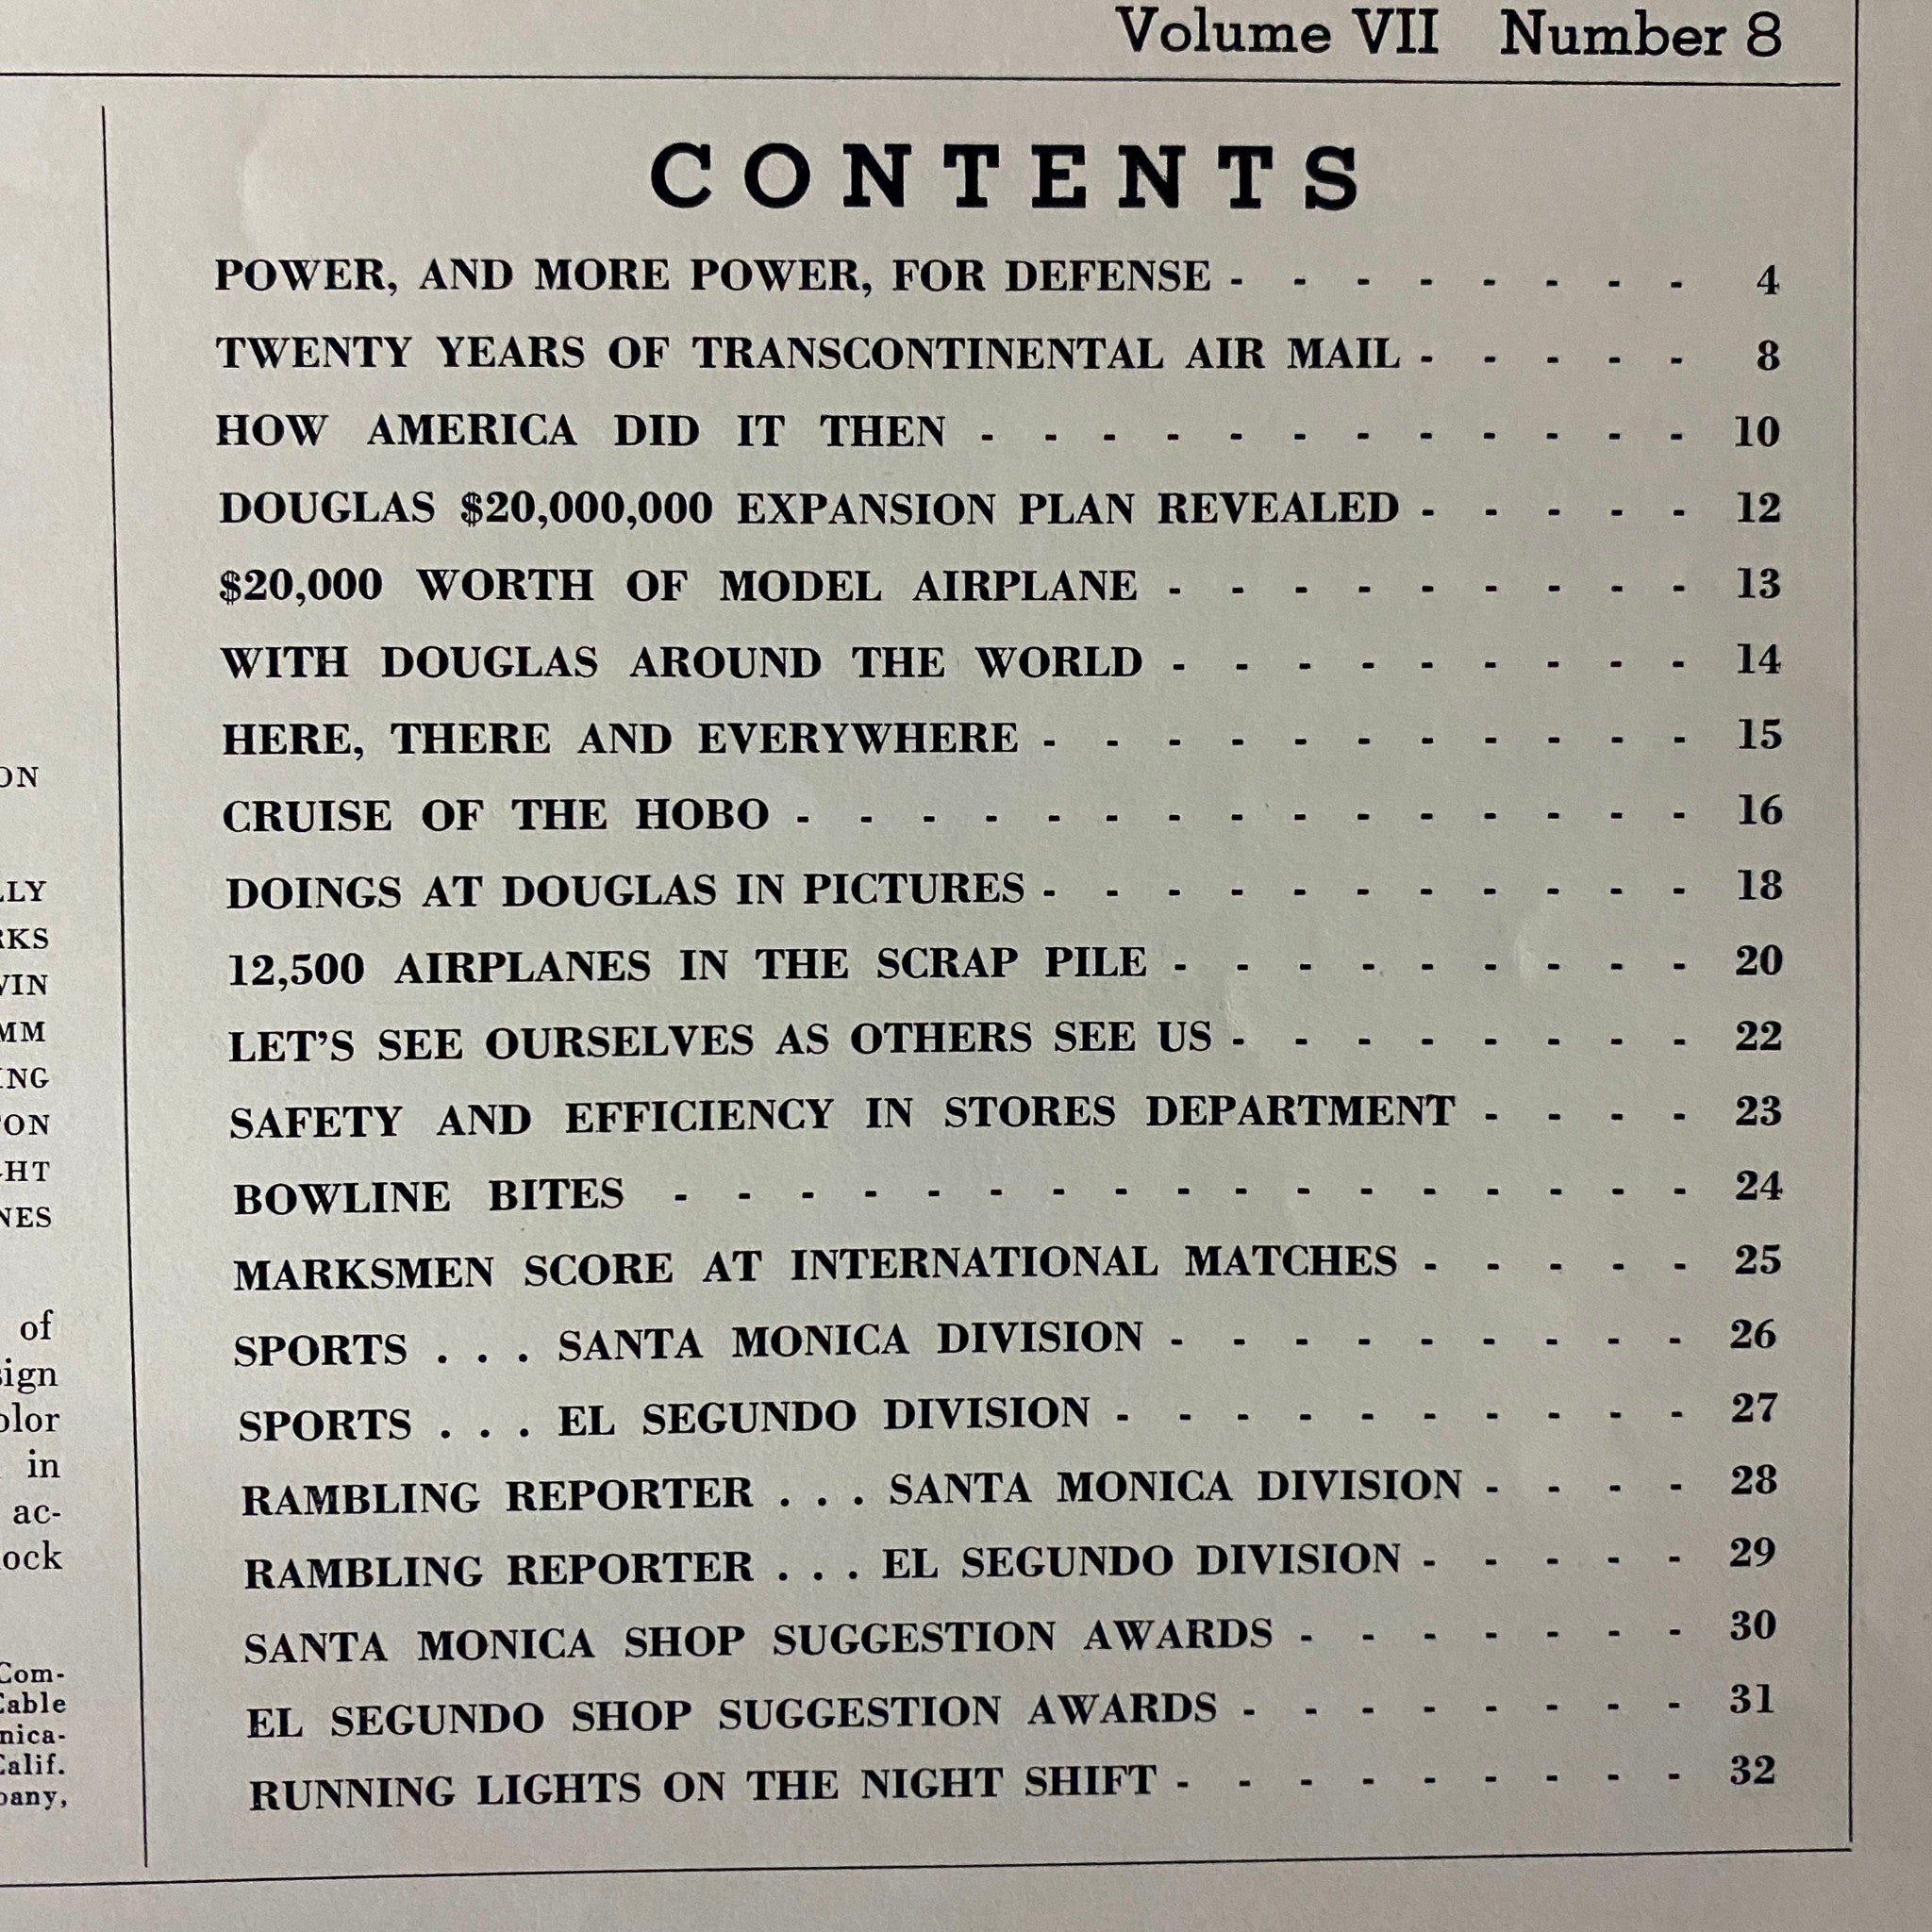 Volume VII Number 8
CONTENTS
POWER, AND MORE POWER, FOR DEFENSE - - - - - - - - 4
TWENTY YEARS OF TRANSCONTINENTAL AIR MAIL - - - - - 8
HOW AMERICA DID IT THEN - - - - - - - - - - - - 10
DOUGLAS $20,000,000 EXPANSION PLAN REVEALED - - - - - 12
$20,000 WORTH OF MODEL AIRPLANE - - - - - - - - - 13
WITH DOUGLAS AROUND THE WORLD - - - - - - - - - 14
HERE, THERE AND EVERYWHERE - - - - - - - - - - - 15
CRUISE OF THE HOBO - - - - - - - - - - - - - - - 16
DOINGS AT DOUGLAS IN PICTURES - - - - - - - - - - - 18
12,500 AIRPLANES IN THE SCRAP PILE - - - - - - - - - 20
LET'S SEE OURSELVES AS OTHERS SEE US - - - - - - - - 22
SAFETY AND EFFICIENCY IN STORES DEPARTMENT - - - - 23
BOWLINE BITES - - - - - - - - - - - - - - - - - 24
MARKSMEN SCORE AT INTERNATIONAL MATCHES - - - - - 25
SPORTS . . . SANTA MONICA DIVISION - - - - - - - - - 26
SPORTS . . . EL SEGUNDO DIVISION - - - - - - - - - - 27
RAMBLING REPORTER . . . SANTA MONICA DIVISION - - - - 28
RAMBLING REPORTER . . . EL SEGUNDO DIVISION - - - - - 29
SANTA MONICA SHOP SUGGESTION AWARDS - - - - - - - 30
EL SEGUNDO SHOP SUGGESTION AWARDS - - - - - - - - 31
RUNNING LIGHTS ON THE NIGHT SHIFT - - - - - - - - - 32
of
in
ac-
Com-